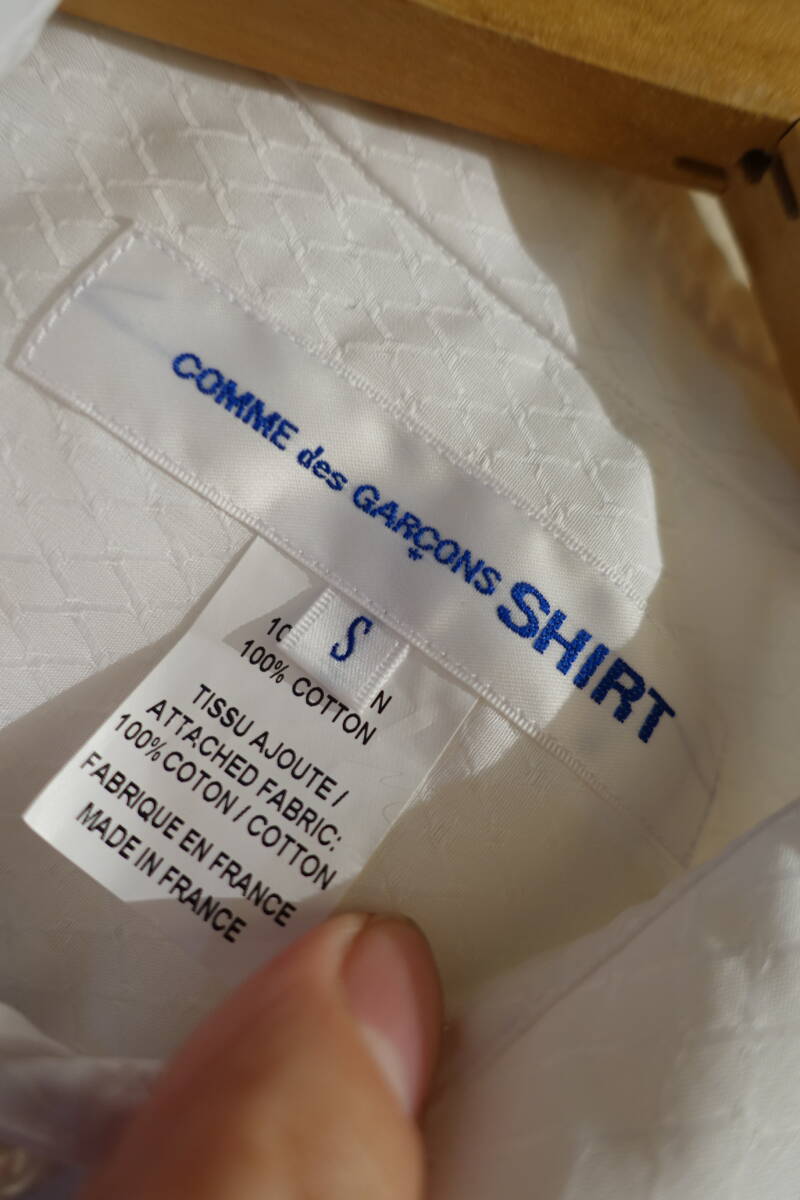 COMME des GARÇONS SHIRT
S
10
N
100% COTTON
TISSU AJOUTE /
ATTACHED FABRIC:
100% COTON / COTTON
FABRIQUE EN FRANCE
MADE IN FRANCE